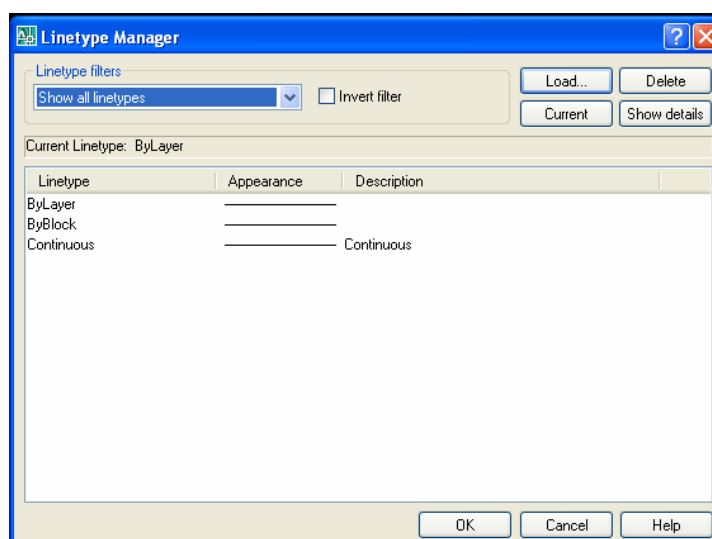 Linetype Manager
Linetype filters
Show all linetypes
Invert filter
Load...
Delete
Current
Show details
Current Linetype: ByLayer
Linetype Appearance Description
ByLayer
ByBlock
Continuous Continuous
OK Cancel Help